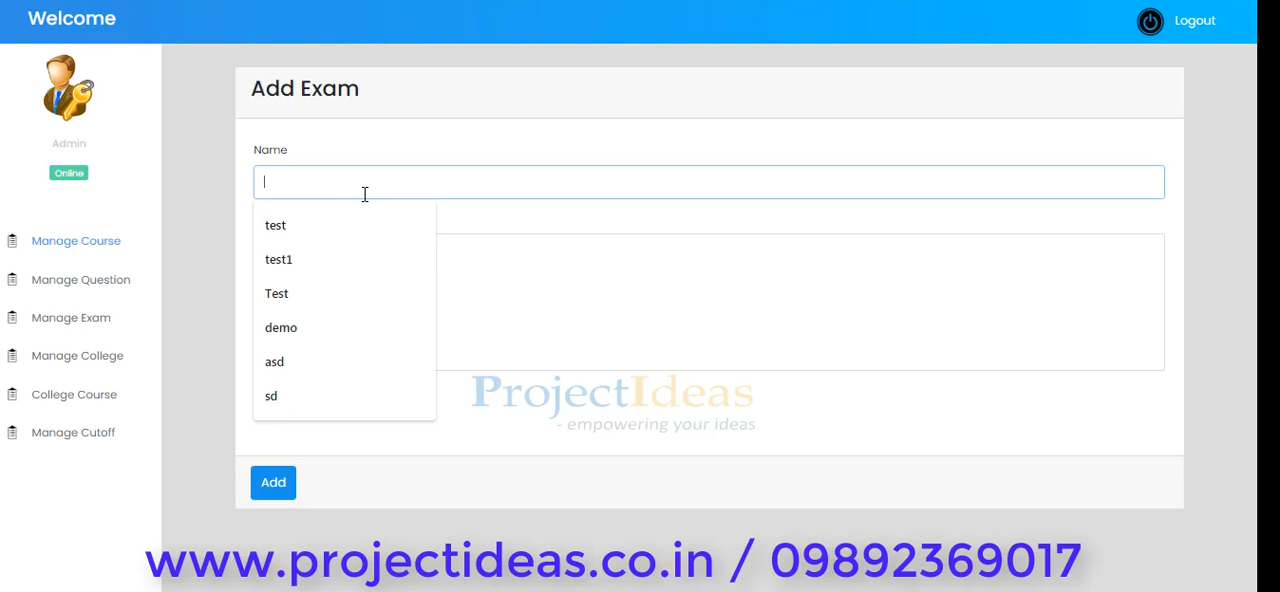 Welcome
Logout
Admin
Online
Manage Course
Manage Question
Manage Exam
Manage College
College Course
Manage Cutoff
Add Exam
Name
test
test1
Test
demo
asd
sd
ProjectIdeas
- empowering your ideas
Add
www.projectideas.co.in / 09892369017